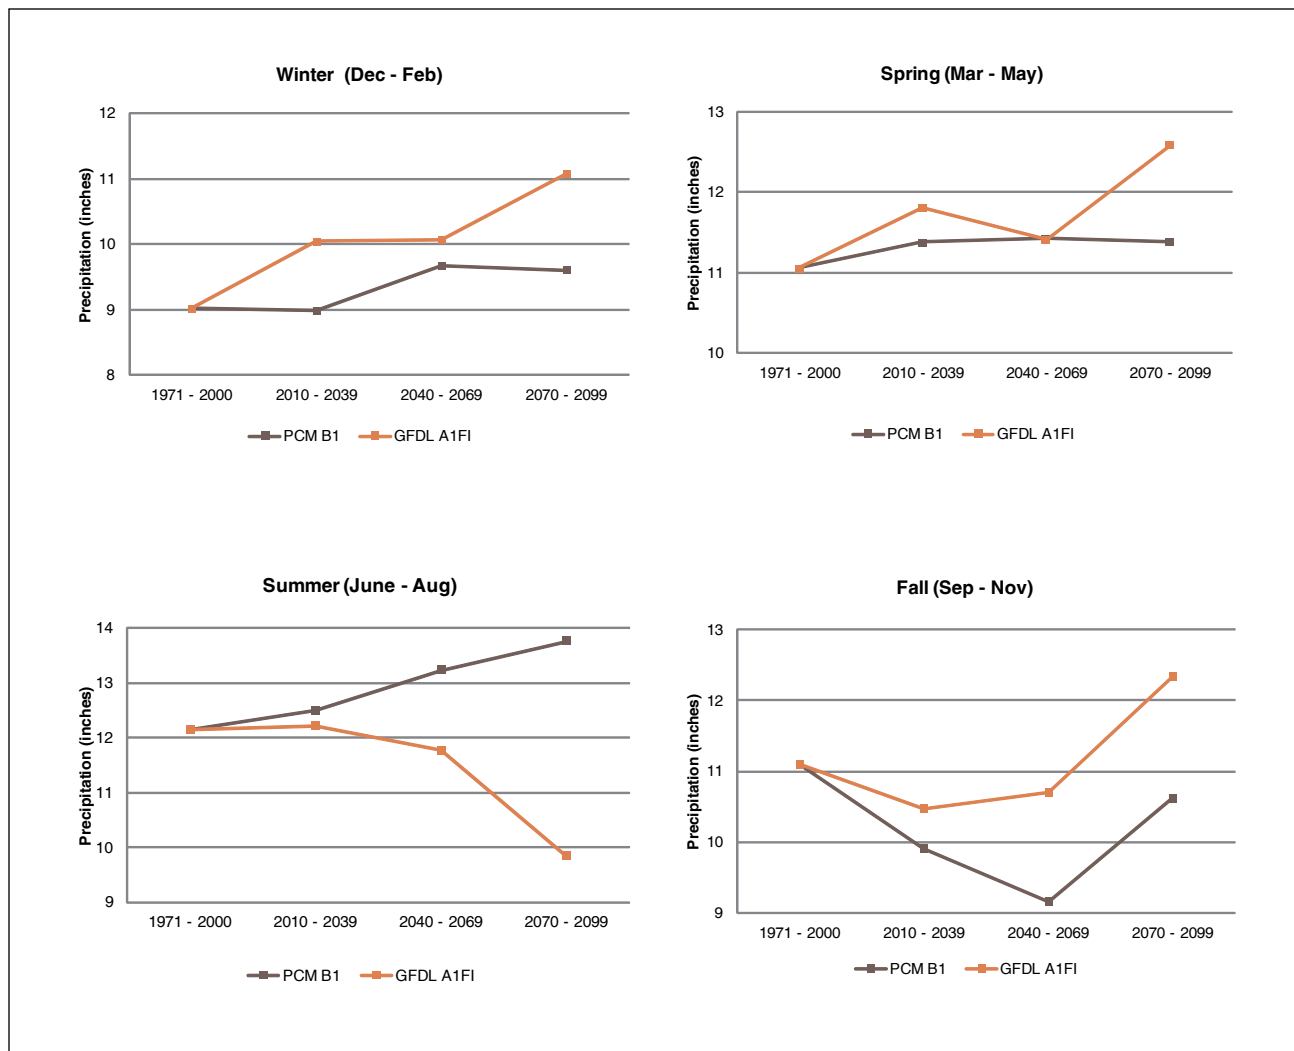 Winter (Dec - Feb)
Precipitation (inches)
12
11
10
9
8
1971 - 2000 2010 - 2039 2040 - 2069 2070 - 2099
PCM B1 GFDL A1FI
Spring (Mar - May)
Precipitation (inches)
13
12
11
10
1971 - 2000 2010 - 2039 2040 - 2069 2070 - 2099
PCM B1 GFDL A1FI
Summer (June - Aug)
Precipitation (inches)
14
13
12
11
10
9
1971 - 2000 2010 - 2039 2040 - 2069 2070 - 2099
PCM B1 GFDL A1FI
Fall (Sep - Nov)
Precipitation (inches)
13
12
11
10
9
1971 - 2000 2010 - 2039 2040 - 2069 2070 - 2099
PCM B1 GFDL A1FI